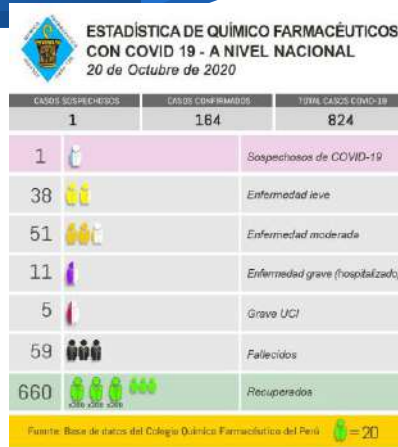 ESTADÍSTICA DE QUÍMICO FARMACÉUTICOS
CON COVID 19 - A NIVEL NACIONAL
20 de Octubre de 2020
CASOS SOSPECHOSOS CASOS CONFIRMADOS TOTAL CASOS COVID-19
1 164 824
1 Sospechosos de COVID-19
38 Enfermedad leve
51 Enfermedad moderada
11 Enfermedad grave (hospitalizado)
5 Grave UCI
59 Fallecidos
660 Recuperados
Fuente: Base de datos del Colegio Químico Farmacéutico del Perú = 20